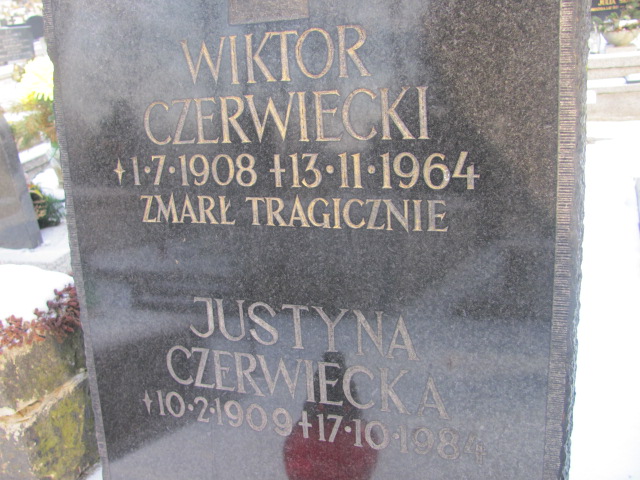 WIKTOR
CZERWIECKI
*1·7·1908 +13·11·1964
ZMARŁ TRAGICZNIE
JUSTYNA
CZERWIECKA
*10·2·1909 +17·10·1984